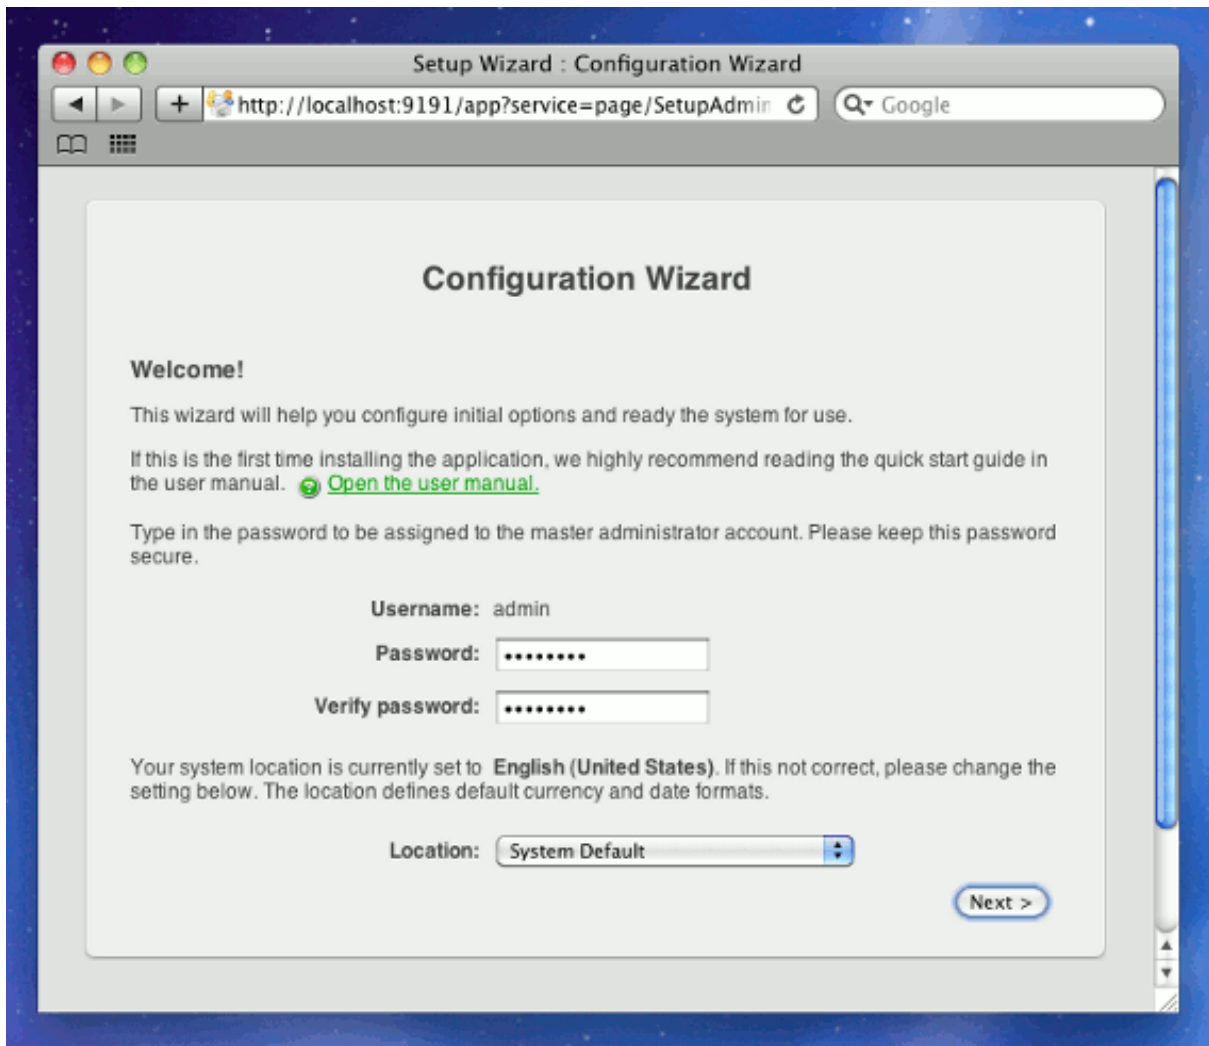 Setup Wizard : Configuration Wizard
http://localhost:9191/app?service=page/SetupAdmin
Google
Configuration Wizard
Welcome!
This wizard will help you configure initial options and ready the system for use.
If this is the first time installing the application, we highly recommend reading the quick start guide in
the user manual. Open the user manual.
Type in the password to be assigned to the master administrator account. Please keep this password
secure.
Username: admin
Password: ••••••••
Verify password: ••••••••
Your system location is currently set to English (United States). If this not correct, please change the
setting below. The location defines default currency and date formats.
Location: System Default
Next >